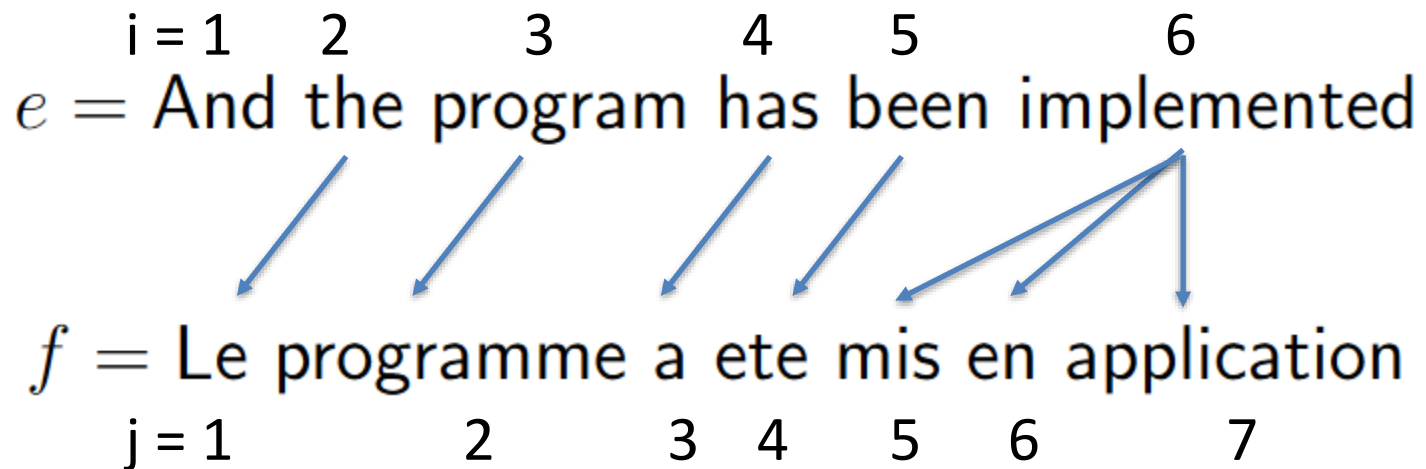 i = 1 2 3 4 5 6
e = And the program has been implemented
f = Le programme a ete mis en application
j = 1 2 3 4 5 6 7